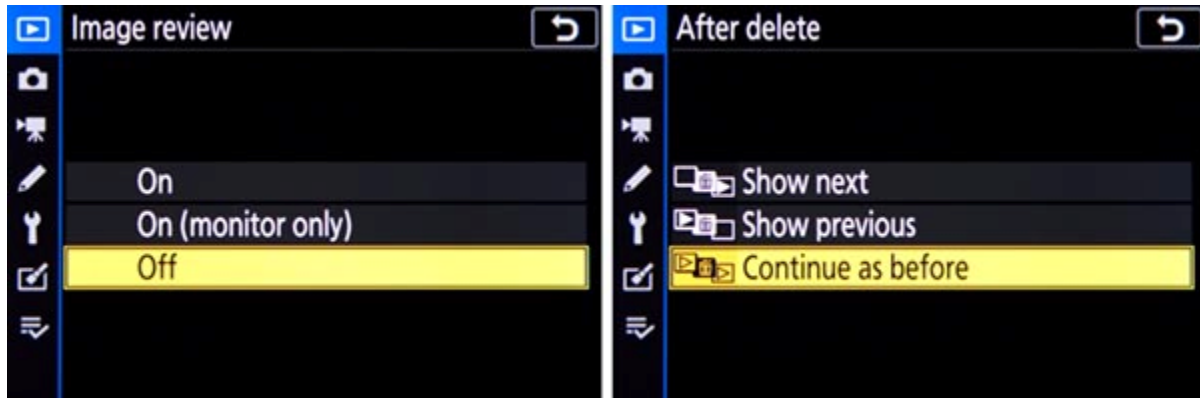 Image review
On
On (monitor only)
Off
After delete
Show next
Show previous
Continue as before